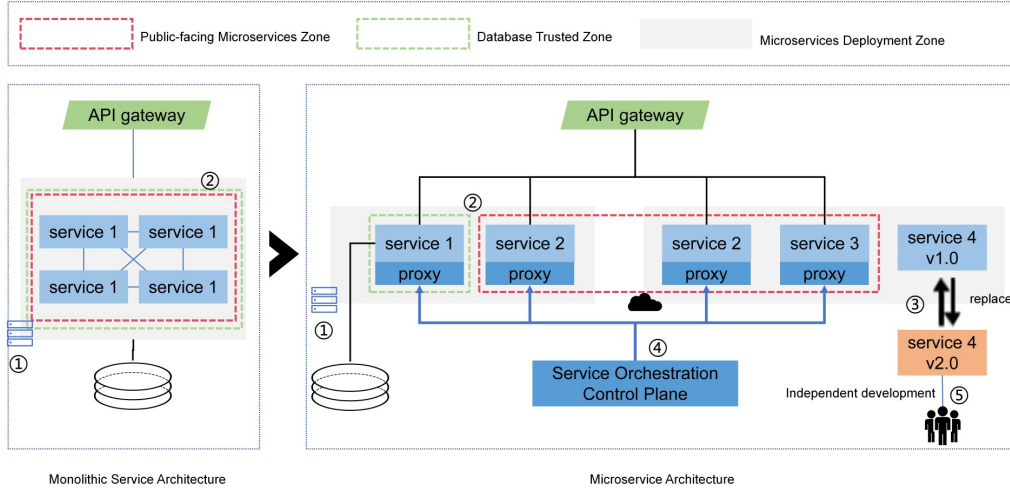 Public-facing Microservices Zone
Database Trusted Zone
Microservices Deployment Zone
API gateway
②
service 1
service 1
service 1
service 1
①
Monolithic Service Architecture
API gateway
②
service 1
proxy
service 2
proxy
service 2
proxy
service 3
proxy
service 4
v1.0
①
③
replace
④
Service Orchestration
Control Plane
service 4
v2.0
Independent development
⑤
Microservice Architecture